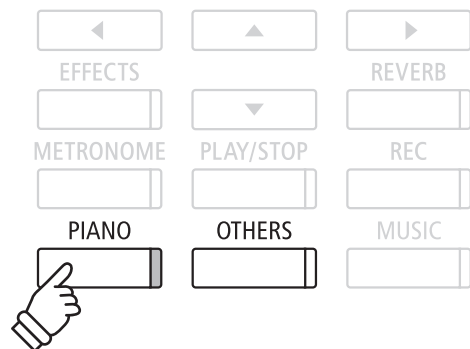 EFFECTS REVERB
METRONOME PLAY/STOP REC
PIANO OTHERS MUSIC